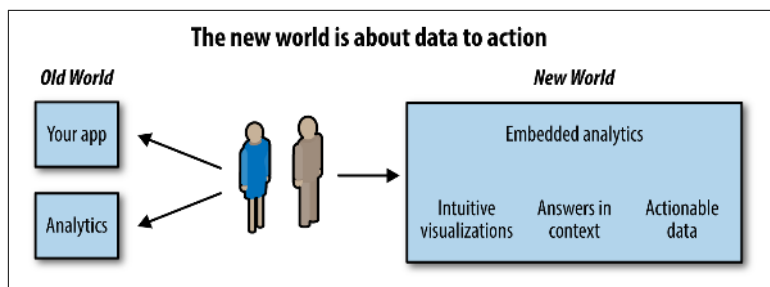 The new world is about data to action
Old World
Your app
Analytics
New World
Embedded analytics
Intuitive
visualizations
Answers in
context
Actionable
data